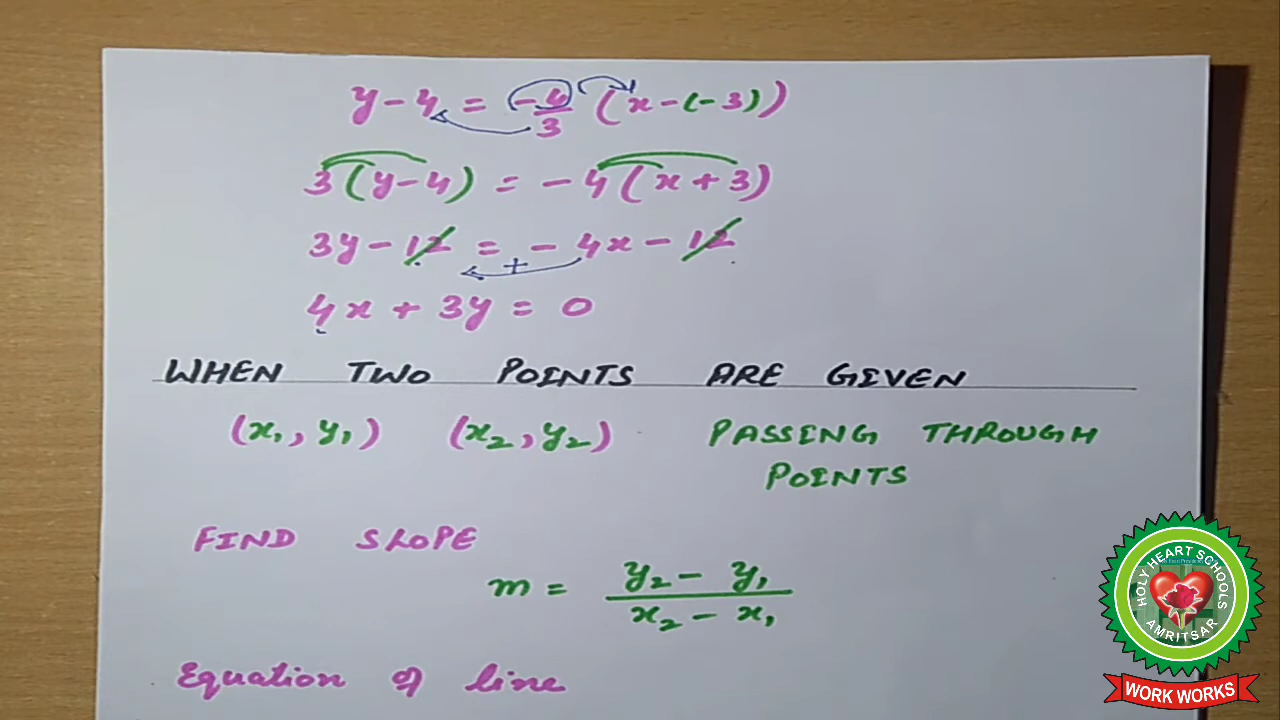 y - 4 = -4/3 (x - (-3))
3(y - 4) = - 4(x + 3)
3y - 12 = - 4x - 12
+
4x + 3y = 0
WHEN TWO POINTS ARE GIVEN
(x₁, y₁) (x₂, y₂) PASSENG THROUGH
POINTS
FIND SLOPE
m = y₂ - y₁ / x₂ - x₁
Equation of line
HOLY HEART SCHOOLS
AMRITSAR
WORK WORKS